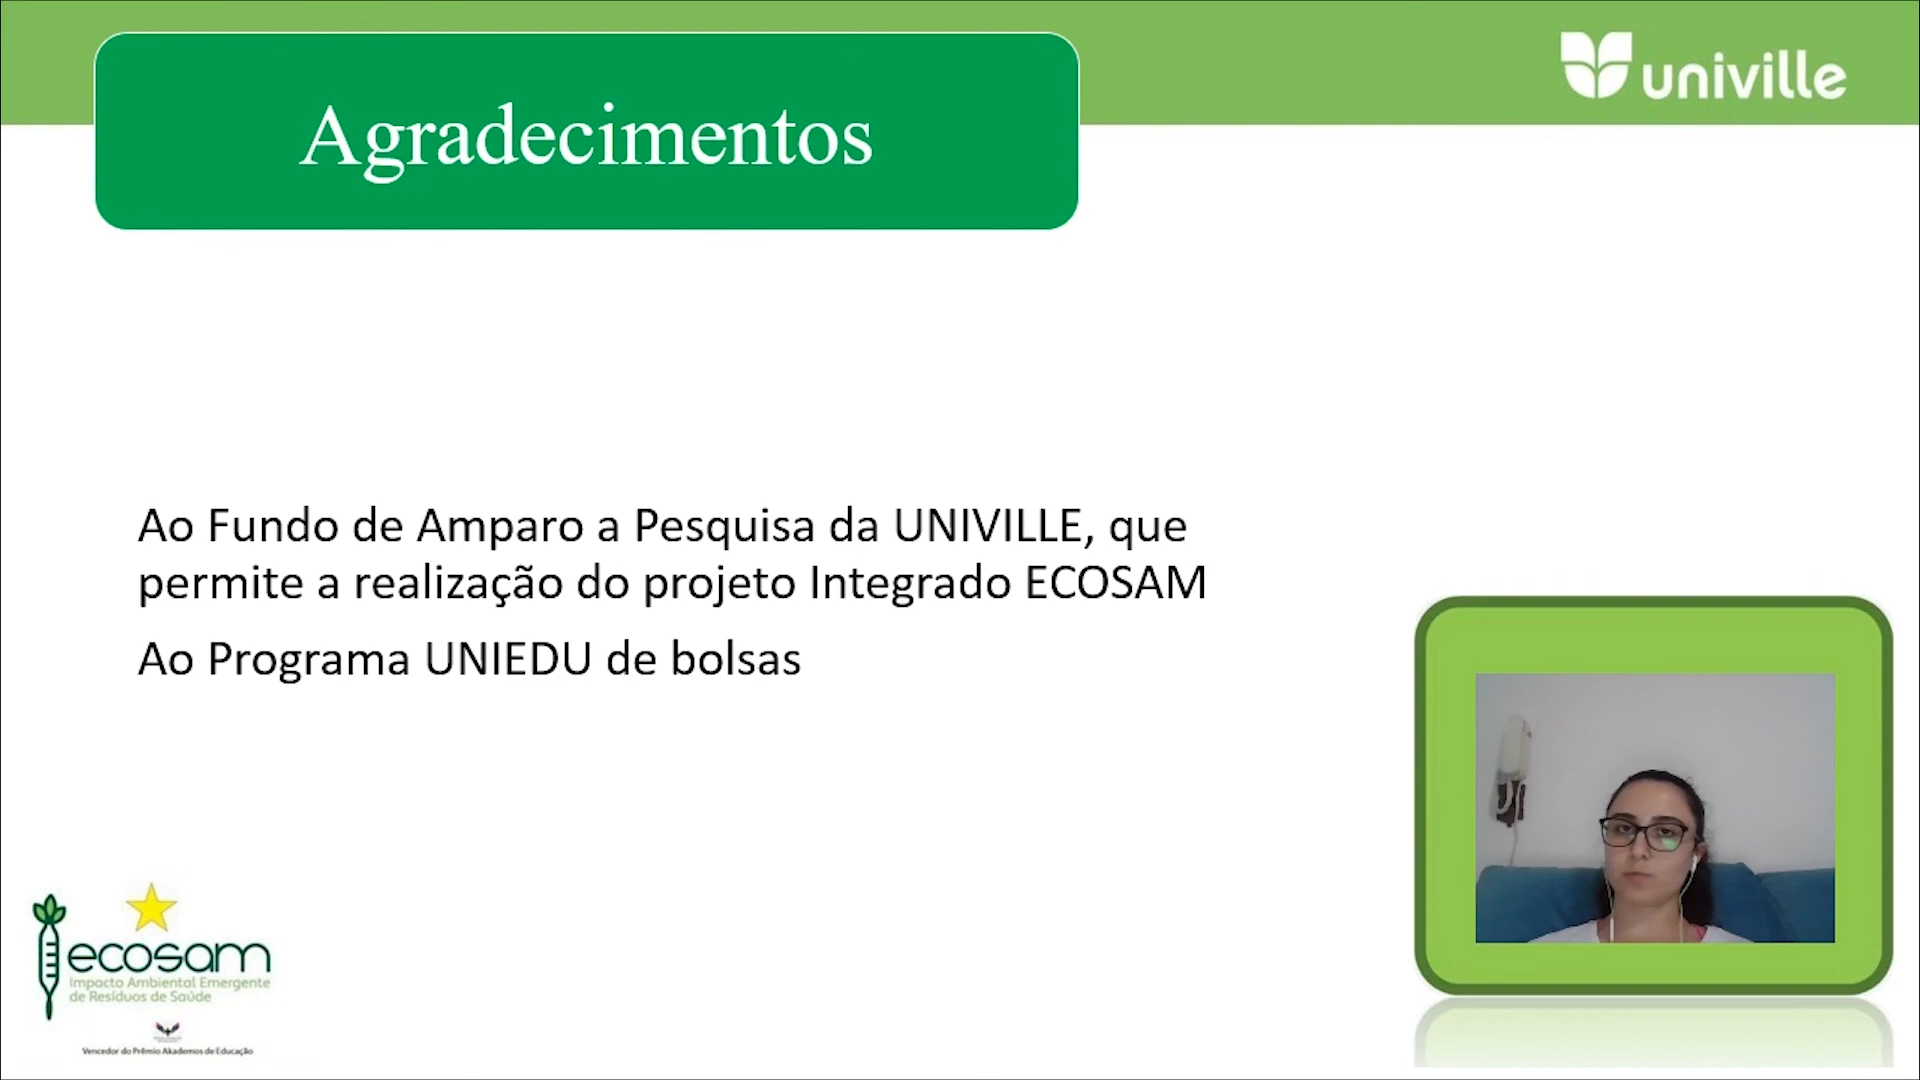 Agradecimentos
univille
Ao Fundo de Amparo a Pesquisa da UNIVILLE, que
permite a realização do projeto Integrado ECOSAM
Ao Programa UNIEDU de bolsas
ecosam
Impacto Ambiental Emergente
de Resíduos de Saúde
Vencedor do Prêmio Akademos de Educação